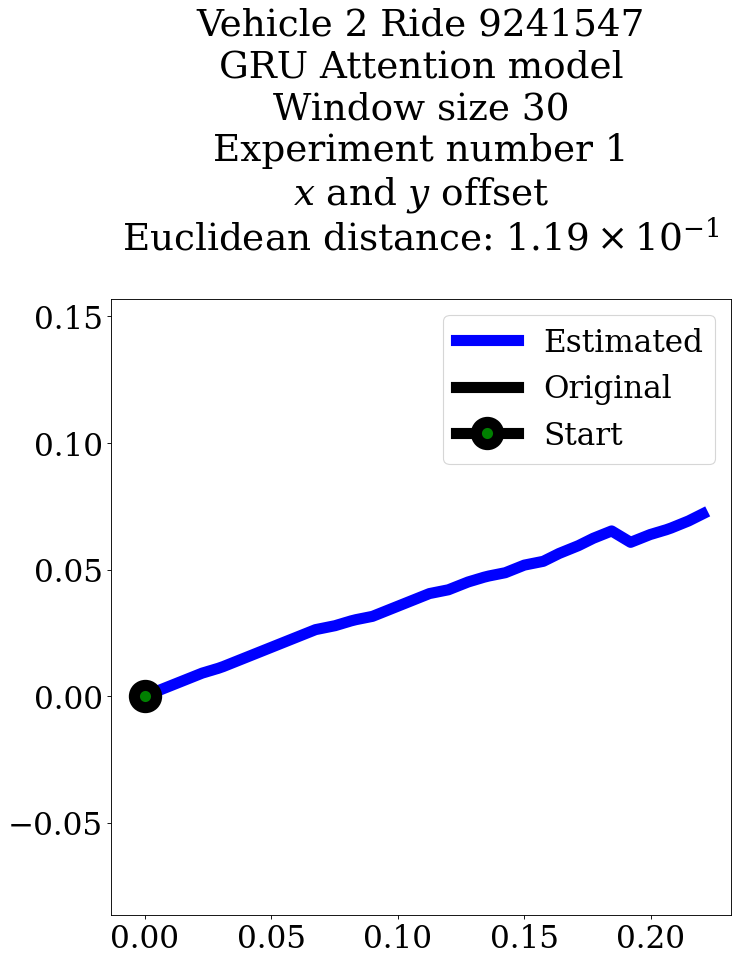 Vehicle 2 Ride 9241547
GRU Attention model
Window size 30
Experiment number 1
x and y offset
Euclidean distance: 1.19 × 10⁻¹
Estimated
Original
Start
0.15
0.10
0.05
0.00
−0.05
0.00 0.05 0.10 0.15 0.20